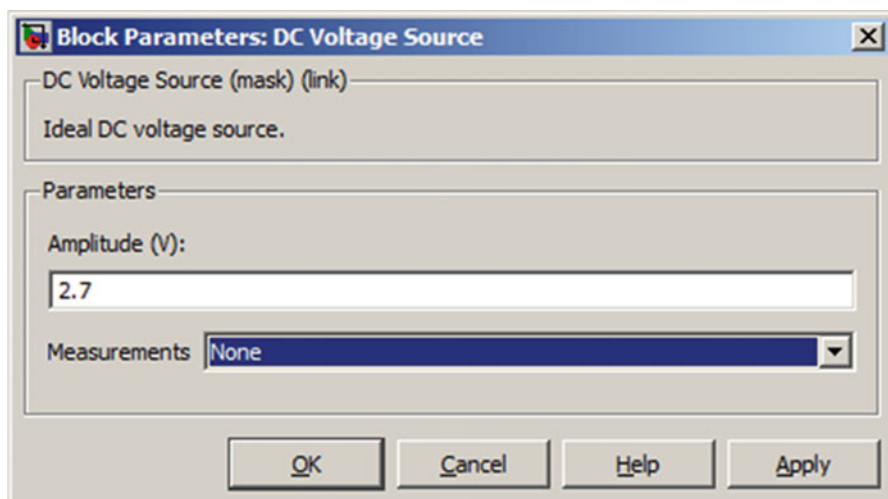 Block Parameters: DC Voltage Source
DC Voltage Source (mask) (link)
Ideal DC voltage source.
Parameters
Amplitude (V):
2.7
Measurements None
OK Cancel Help Apply